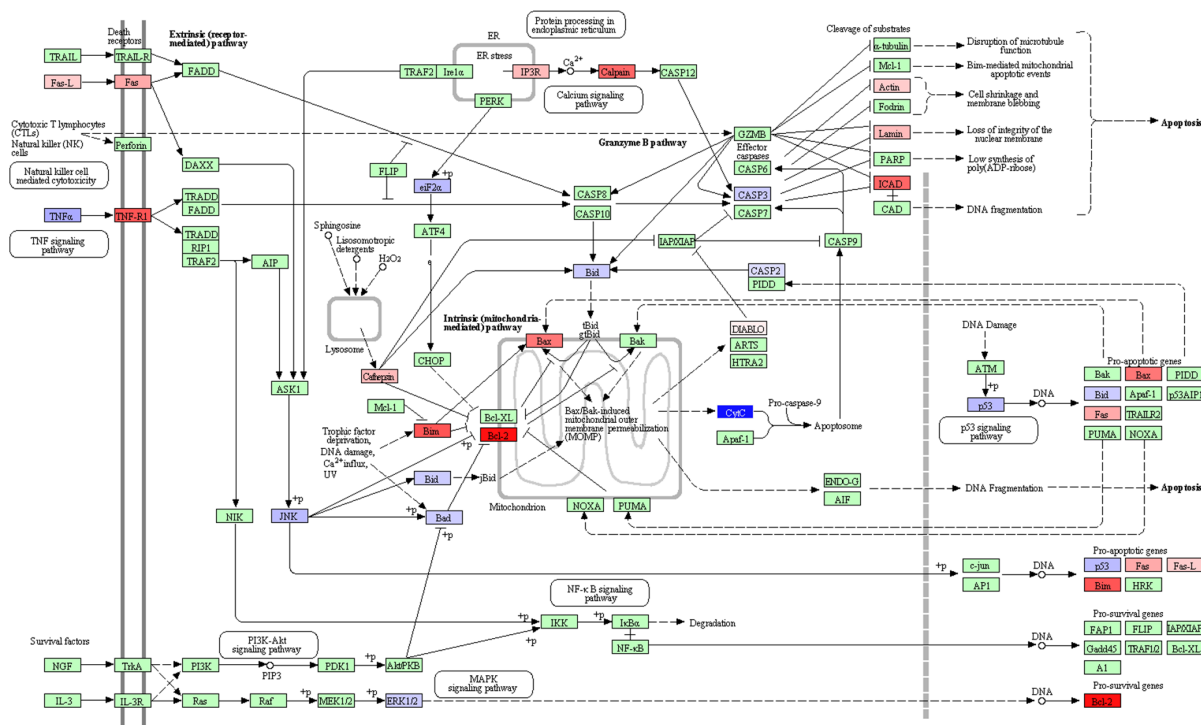 Death
receptors
Extrinsic (receptor-
mediated) pathway
TRAIL
TRAIL-R
Fas-L
Fas
FADD
Cytotoxic T lymphocytes
(CTLs)
Natural killer (NK)
cells
Perforin
Natural killer cell
mediated cytotoxicity
DAXX
TNFα
TNF-R1
TRADD
FADD
TNF signaling
pathway
TRADD
RIP1
TRAF2
AIP
ASK1
NIK
JNK
+p
ER
ER stress
Protein processing in
endoplasmic reticulum
TRAF2
Ire1α
IP3R
Ca2+
Calpain
CASP12
PERK
Calcium signaling
pathway
Granzyme B pathway
GZMB
FLIP
+p
eiF2α
ATF4
CHOP
CASP8
CASP10
Effector
caspases
CASP6
CASP3
CASP7
IAP/XIAP
CASP9
Cleavage of substrates
α-tubulin
Disruption of microtubule
function
Mcl-1
Bim-mediated mitochondrial
apoptotic events
Actin
Fodrin
Cell shrinkage and
membrane blebbing
Lamin
Loss of integrity of the
nuclear membrane
PARP
Low synthesis of
poly(ADP-ribose)
ICAD
CAD
DNA fragmentation
Apoptosis
Sphingosine
Lisosomotropic
detergents
H2O2
Lysosome
Cathepsin
Bid
CASP2
PIDD
Intrinsic (mitochondria-
mediated) pathway
tBid
gtBid
Bax
Bak
DIABLO
ARTS
HTRA2
Mcl-1
Bim
Bcl-XL
Bcl-2
+p
Bax/Bak-induced
mitochondrial outer
membrane permeabilization
(MOMP)
Trophic factor
deprivation,
DNA damage,
Ca2+ influx,
UV
Bid
jBid
Bad
+p
+p
Mitochondrion
NOXA
PUMA
CytC
Pro-caspase-9
Apaf-1
Apoptosome
ENDO-G
AIF
DNA Fragmentation
Apoptosis
DNA Damage
ATM
+p
p53
DNA
p53 signaling
pathway
Pro-apoptotic genes
Bak
Bax
PIDD
Bid
Apaf-1
p53AIP1
Fas
TRAILR2
PUMA
NOXA
+p
c-jun
AP1
DNA
Pro-apoptotic genes
p53
Fas
Fas-L
Bim
HRK
NF-κ B signaling
pathway
+p
IKK
+p
IκBα
Degradation
NF-κB
+p
DNA
Pro-survival genes
FAP1
FLIP
IAP/XIAP
Gadd45
TRAF1/2
Bcl-XL
A1
Survival factors
NGF
TrkA
PI3K
PIP3
PI3K-Akt
signaling pathway
PDK1
+p
Akt/PKB
IL-3
IL-3R
Ras
Raf
+p
MEK1/2
+p
ERK1/2
MAPK
signaling pathway
DNA
Pro-survival genes
Bcl-2